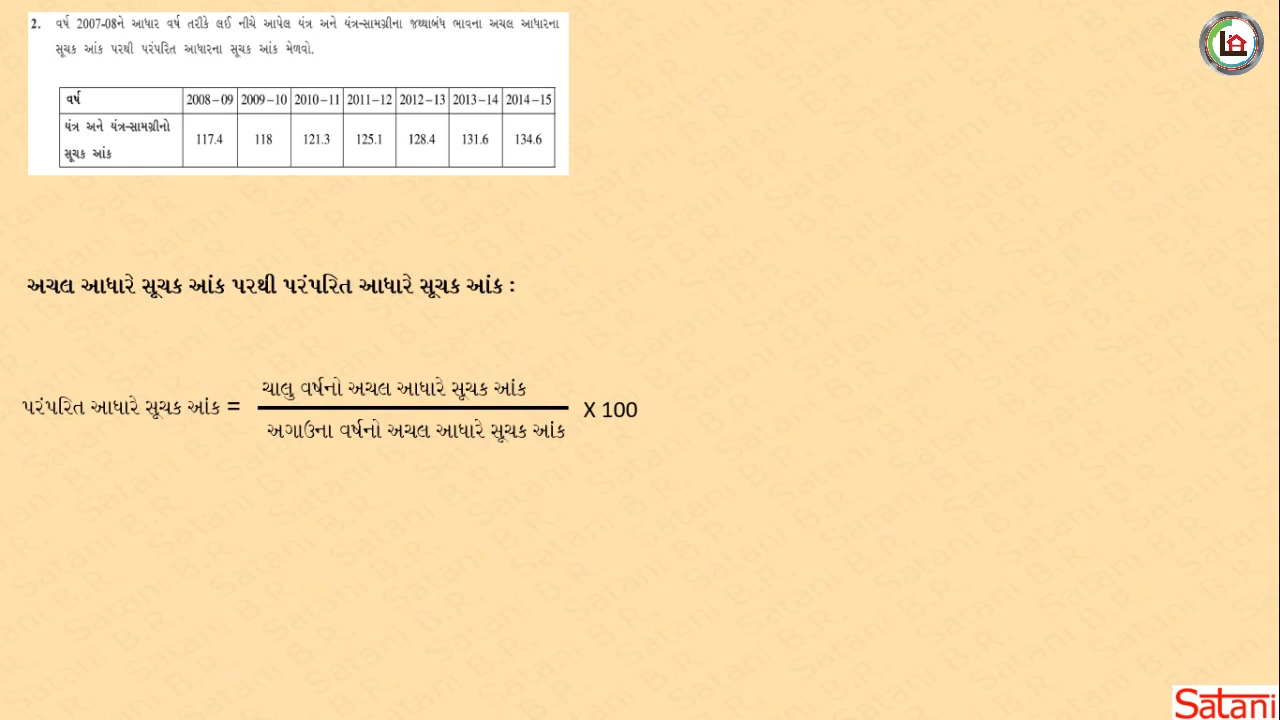 2. વર્ષ 2007-08ને આધાર વર્ષ તરીકે લઈ નીચે આપેલ યંત્ર અને યંત્ર-સામગ્રીના જથ્થાબંધ ભાવના અચલ આધારના
સૂચક આંક પરથી પરંપરિત આધારના સૂચક આંક મેળવો.
વર્ષ 2008–09 2009–10 2010–11 2011–12 2012–13 2013–14 2014–15
યંત્ર અને યંત્ર-સામગ્રીનો
સૂચક આંક 117.4 118 121.3 125.1 128.4 131.6 134.6
અચલ આધારે સૂચક આંક પરથી પરંપરિત આધારે સૂચક આંક :
ચાલુ વર્ષનો અચલ આધારે સૂચક આંક
પરંપરિત આધારે સૂચક આંક = X 100
અગાઉના વર્ષનો અચલ આધારે સૂચક આંક
Satani